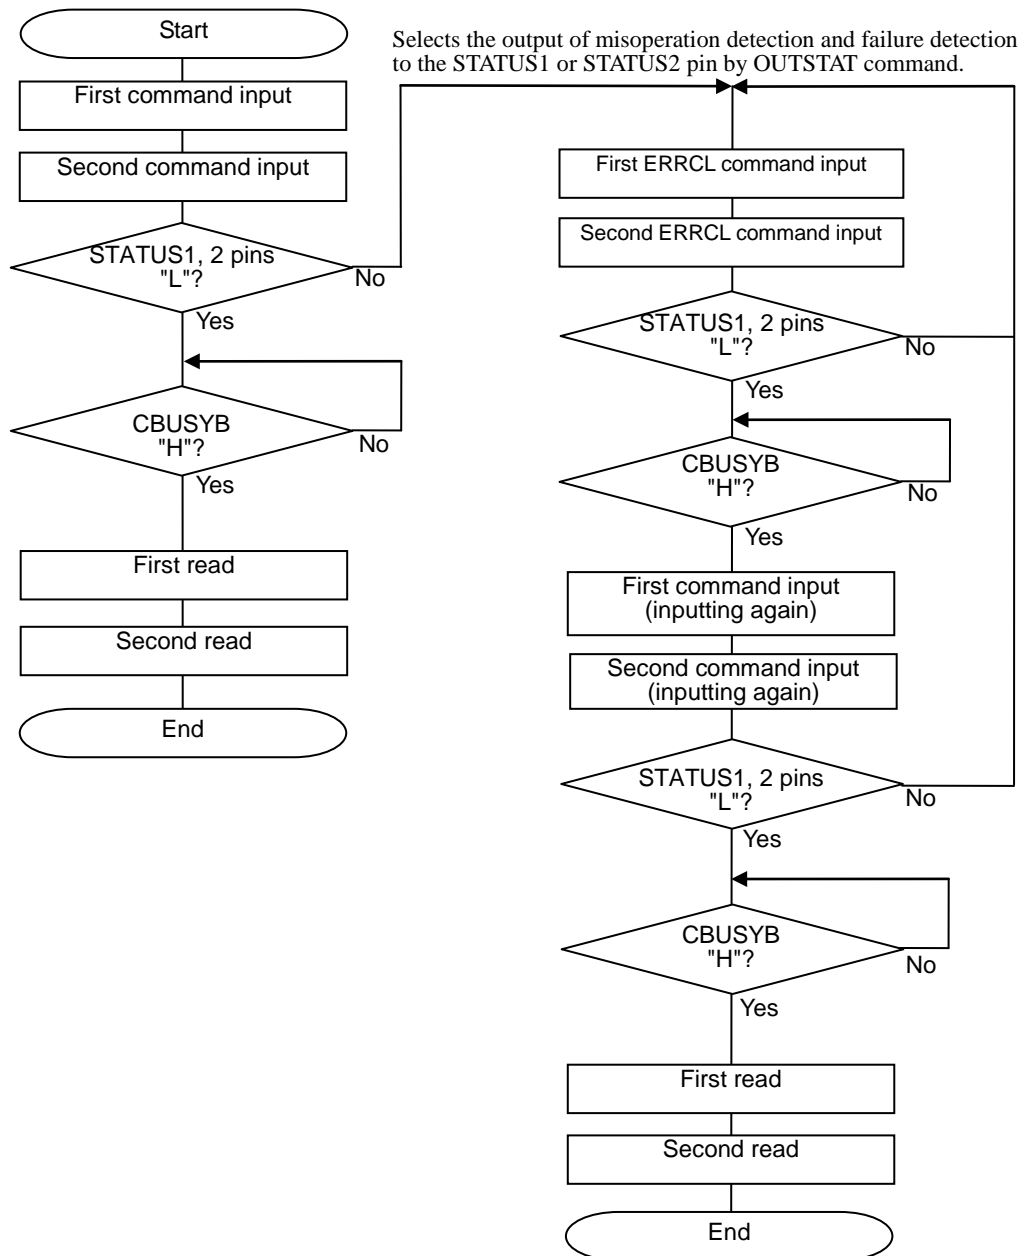 Start
First command input
Second command input
STATUS1, 2 pins
"L"?
No
Yes
CBUSYB
"H"?
No
Yes
First read
Second read
End
Selects the output of misoperation detection and failure detection
to the STATUS1 or STATUS2 pin by OUTSTAT command.
First ERRCL command input
Second ERRCL command input
STATUS1, 2 pins
"L"?
No
Yes
CBUSYB
"H"?
No
Yes
First command input
(inputting again)
Second command input
(inputting again)
STATUS1, 2 pins
"L"?
No
Yes
CBUSYB
"H"?
No
Yes
First read
Second read
End